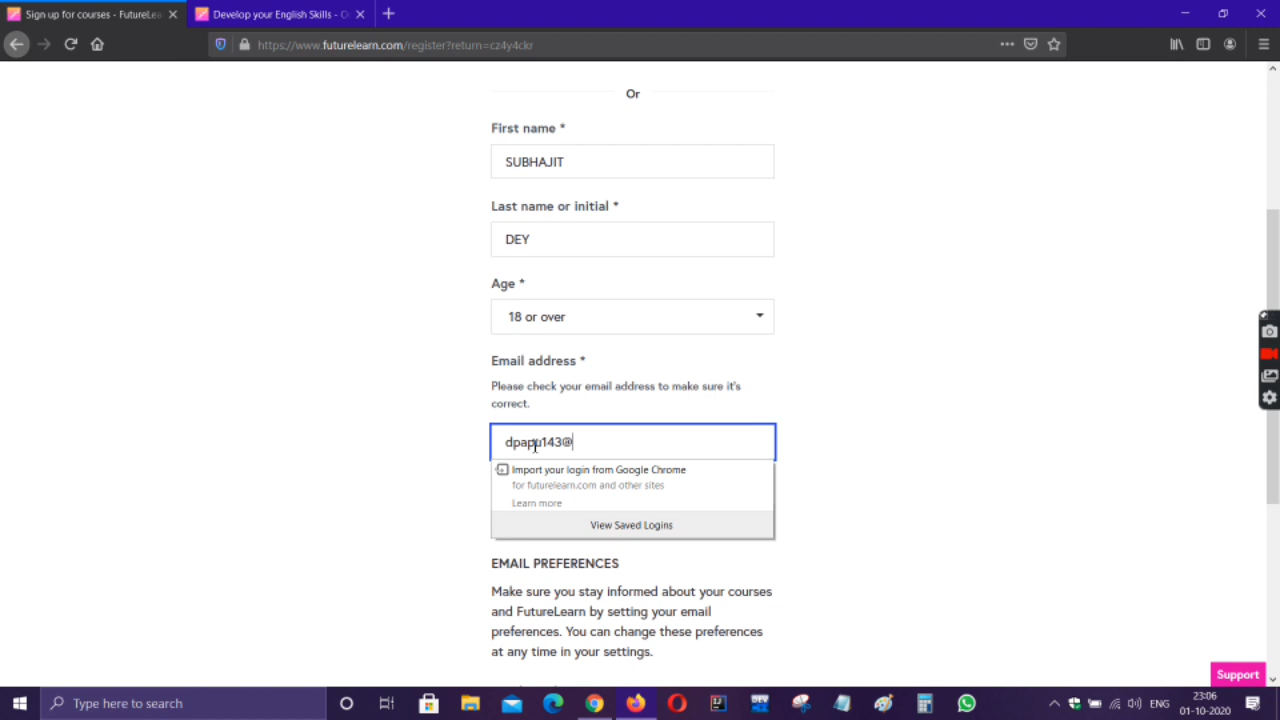 Sign up for courses - FutureLea
Develop your English Skills - O
https://www.futurelearn.com/register?return=cz4y4ckr
Or
First name *
SUBHAJIT
Last name or initial *
DEY
Age *
18 or over
Email address *
Please check your email address to make sure it's
correct.
dpapu143@
Import your login from Google Chrome
for futurelearn.com and other sites
Learn more
View Saved Logins
EMAIL PREFERENCES
Make sure you stay informed about your courses
and FutureLearn by setting your email
preferences. You can change these preferences
at any time in your settings.
Support
Type here to search
ENG
23:06
01-10-2020